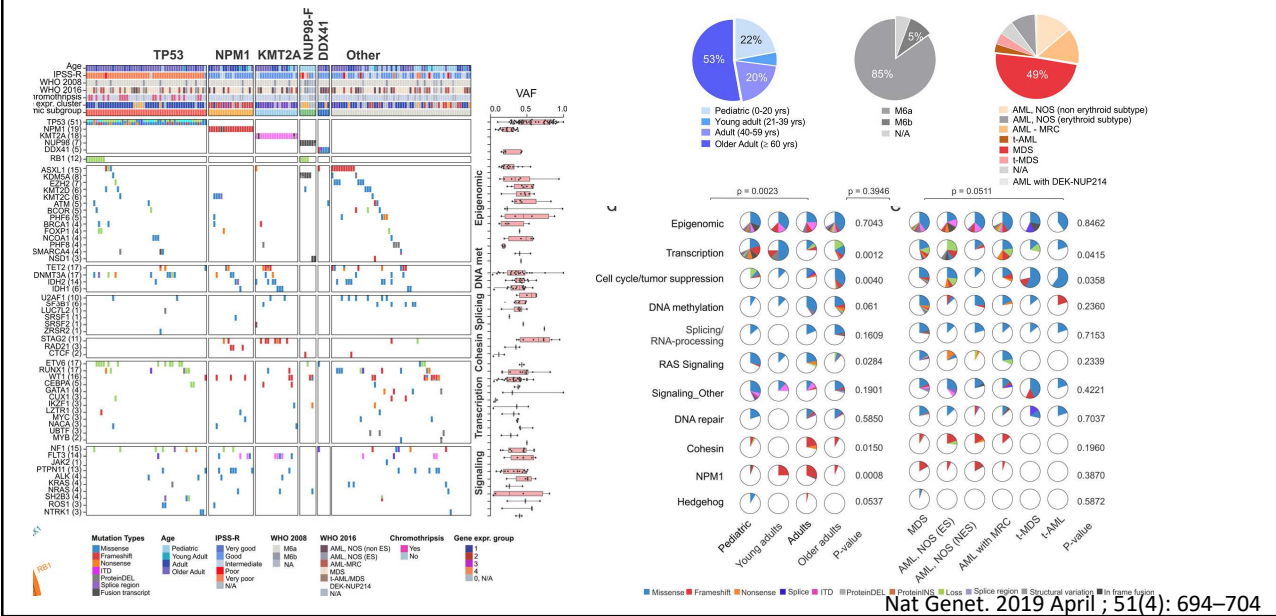 TP53 NPM1 KMT2A NUP98-F DDX41 Other
Age
IPSS-R
WHO 2008
WHO 2016
hromothripsis
expr. cluster
nic subgroup
TP53 (51)
NPM1 (19)
KMT2A (18)
NUP98 (7)
DDX41 (5)
RB1 (12)
ASXL1 (15)
KDM5A (8)
EZH2 (7)
KMT2D (6)
KMT2C (6)
ATM (5)
BCOR (5)
PHF6 (5)
BRCA1 (4)
FOXP1 (4)
NCOA1 (4)
PHF8 (4)
SMARCA4 (4)
NSD1 (3)
TET2 (17)
DNMT3A (17)
IDH2 (14)
IDH1 (6)
U2AF1 (10)
SF3B1 (6)
LUC7L2 (1)
SRSF1 (1)
SRSF2 (1)
ZRSR2 (1)
STAG2 (11)
RAD21 (3)
CTCF (2)
ETV6 (17)
RUNX1 (17)
WT1 (16)
CEBPA (5)
GATA1 (4)
CUX1 (3)
IKZF1 (3)
LZTR1 (3)
MYC (3)
NACA (3)
UBTF (3)
MYB (2)
NF1 (15)
FLT3 (14)
JAK2 (1)
PTPN11 (13)
ALK (4)
KRAS (4)
NRAS (4)
SH2B3 (4)
ROS1 (3)
NTRK1 (3)
VAF
0.0 0.5 1.0
Epigenomic
DNA met
Splicing
Cohesin
Transcription
Signaling
RB1
Mutation Types
Missense
Frameshift
Nonsense
ITD
ProteinDEL
Splice region
Fusion transcript
Age
Pediatric
Young Adult
Adult
Older Adult
IPSS-R
Very good
Good
Intermediate
Poor
Very poor
N/A
WHO 2008
M6a
M6b
NA
WHO 2016
AML, NOS (non ES)
AML, NOS (ES)
AML-MRC
MDS
t-AML/MDS
DEK-NUP214
N/A
Chromothripsis
Yes
No
Gene expr. group
1
2
3
4
0, N/A
53% 22% 20%
Pediatric (0-20 yrs)
Young adult (21-39 yrs)
Adult (40-59 yrs)
Older Adult (≥ 60 yrs)
85% 5%
M6a
M6b
N/A
49%
AML, NOS (non erythroid subtype)
AML, NOS (erythroid subtype)
AML - MRC
t-AML
MDS
t-MDS
N/A
AML with DEK-NUP214
p = 0.0023 p = 0.3946 p = 0.0511
Epigenomic 0.7043 0.8462
Transcription 0.0012 0.0415
Cell cycle/tumor suppression 0.0040 0.0358
DNA methylation 0.061 0.2360
Splicing/
RNA-processing 0.1609 0.7153
RAS Signaling 0.0284 0.2339
Signaling_Other 0.1901 0.4221
DNA repair 0.5850 0.7037
Cohesin 0.0150 0.1960
NPM1 0.0008 0.3870
Hedgehog 0.0537 0.5872
Pediatric Young adults Adults Older adults P-value MDS AML, NOS (ES) AML, NOS (NES) AML with MRC t-MDS t-AML P-value
Missense Frameshift Nonsense Splice ITD ProteinDEL ProteinINS Loss Splice region Structural variation In frame fusion
Nat Genet. 2019 April ; 51(4): 694–704